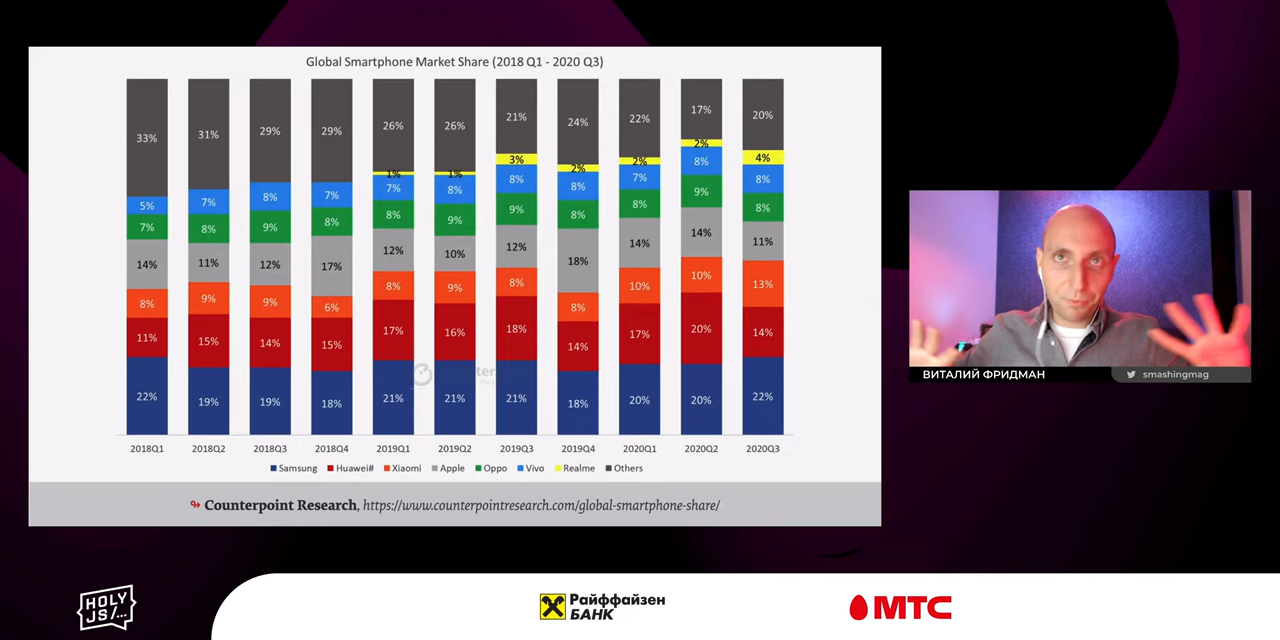 Global Smartphone Market Share (2018 Q1 - 2020 Q3)
33% 31% 29% 29% 26% 26% 21% 24% 22% 17% 20%
1% 1% 3% 2% 2% 2% 4%
5% 7% 8% 7% 7% 8% 8% 8% 7% 8% 8%
7% 8% 9% 8% 8% 9% 9% 8% 8% 9% 8%
14% 11% 12% 17% 12% 10% 12% 18% 14% 14% 11%
8% 9% 9% 6% 8% 9% 8% 8% 10% 10% 13%
11% 15% 14% 15% 17% 16% 18% 14% 17% 20% 14%
22% 19% 19% 18% 21% 21% 21% 18% 20% 20% 22%
2018Q1 2018Q2 2018Q3 2018Q4 2019Q1 2019Q2 2019Q3 2019Q4 2020Q1 2020Q2 2020Q3
Samsung Huawei# Xiaomi Apple Oppo Vivo Realme Others
Counterpoint Research, https://www.counterpointresearch.com/global-smartphone-share/
ВИТАЛИЙ ФРИДМАН
smashingmag
HOLY
JS/...
Райффайзен
БАНК
МТС